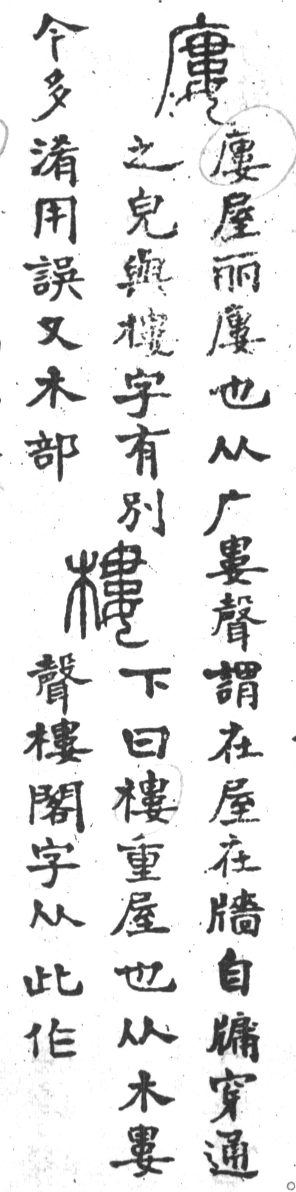 廔廔屋丽廔也从广婁聲謂在屋在牆自牖穿通
之皃與樓字有別樓下曰樓重屋也从木婁
今多淆用誤又木部聲樓閣字从此作